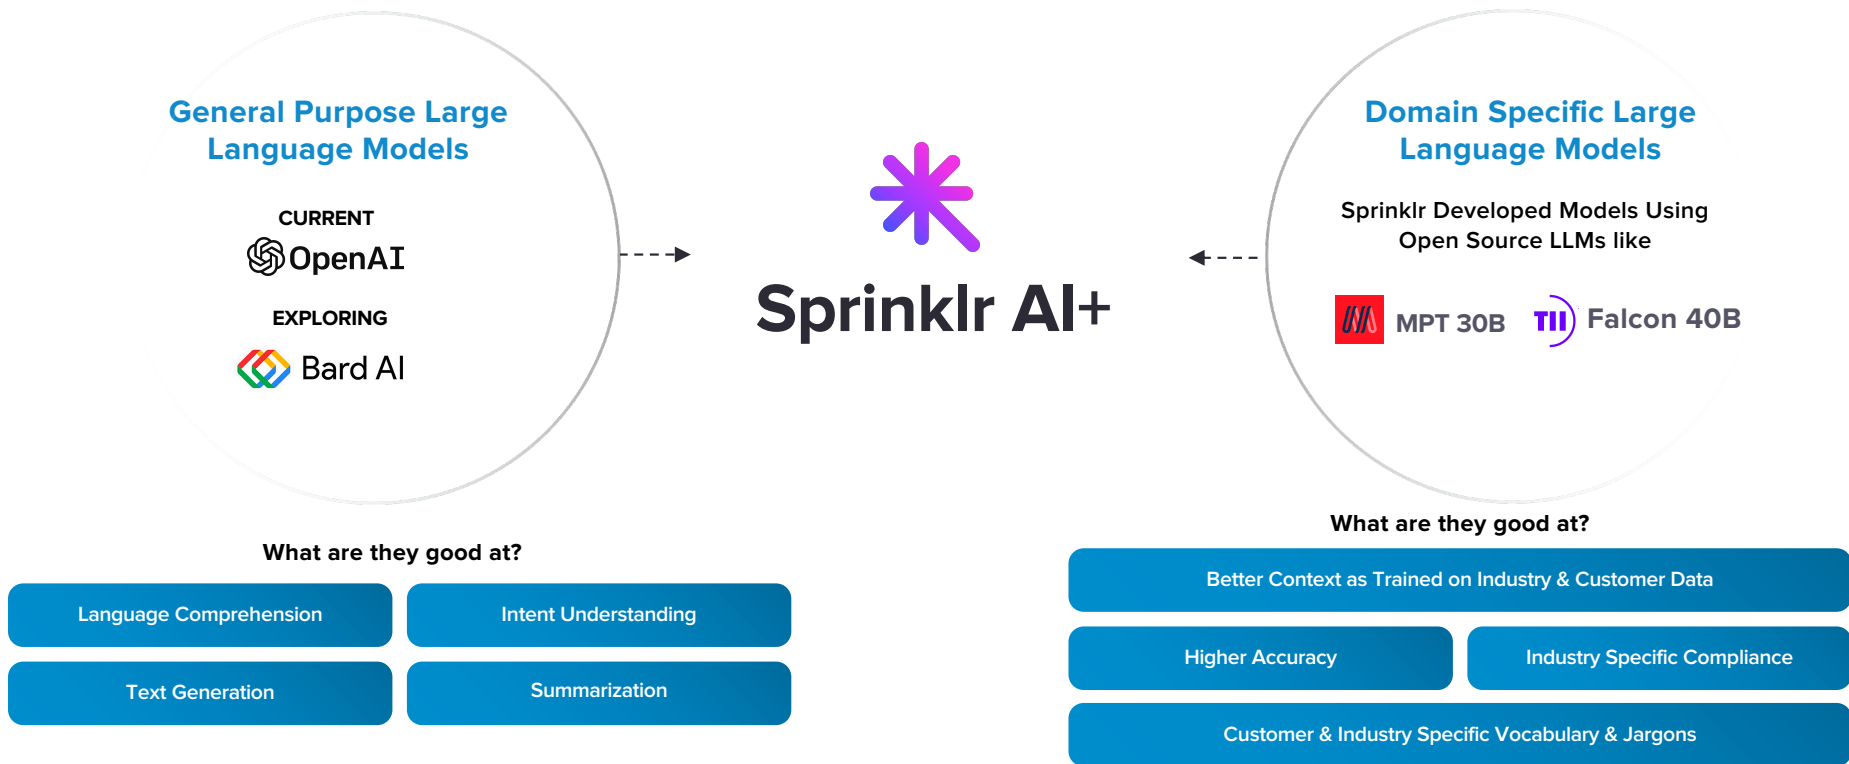 General Purpose Large
Language Models
CURRENT
OpenAI
EXPLORING
Bard AI
What are they good at?
Language Comprehension
Intent Understanding
Text Generation
Summarization
Sprinklr AI+
Domain Specific Large
Language Models
Sprinklr Developed Models Using
Open Source LLMs like
MPT 30B
TII Falcon 40B
What are they good at?
Better Context as Trained on Industry & Customer Data
Higher Accuracy
Industry Specific Compliance
Customer & Industry Specific Vocabulary & Jargons